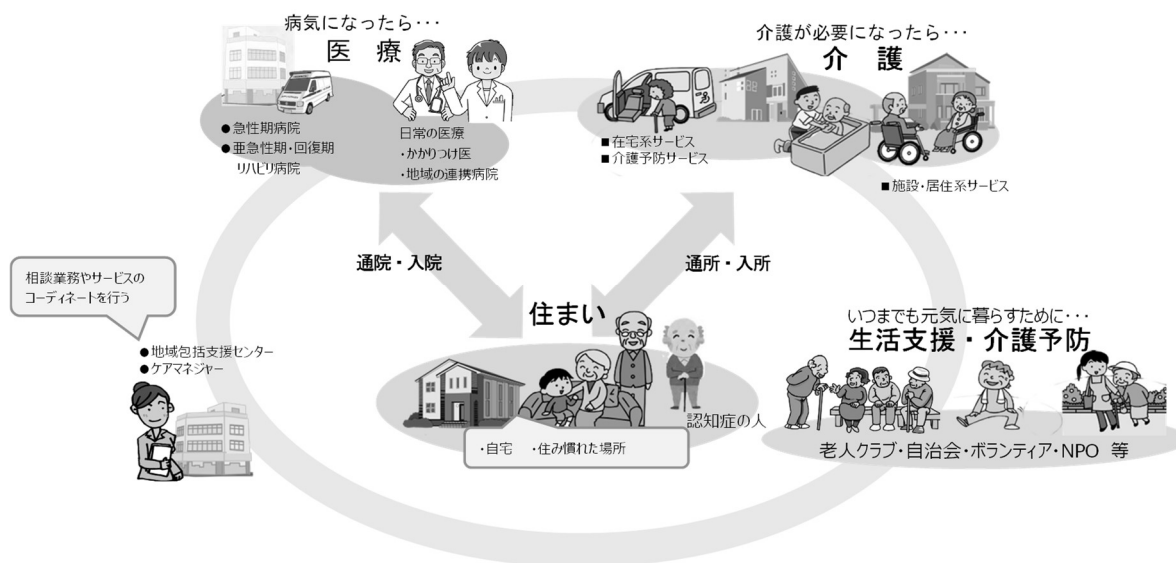 病気になったら・・・
医 療
●急性期病院
●亜急性期・回復期
リハビリ病院
日常の医療
・かかりつけ医
・地域の連携病院
介護が必要になったら・・・
介 護
■在宅系サービス
■介護予防サービス
■施設・居住系サービス
通院・入院
通所・入所
相談業務やサービスの
コーディネートを行う
●地域包括支援センター
●ケアマネジャー
住まい
認知症の人
・自宅 ・住み慣れた場所
いつまでも元気に暮らすために・・・
生活支援・介護予防
老人クラブ・自治会・ボランティア・NPO 等